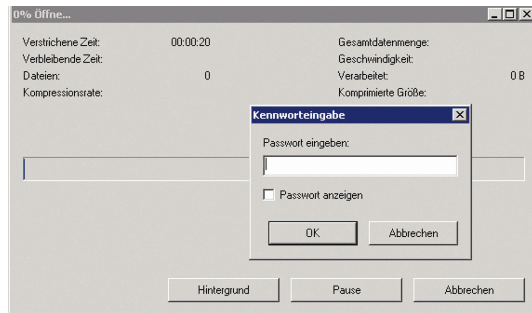 0% Öffne...
Verstrichene Zeit: 00:00:20 Gesamtdatenmenge:
Verbleibende Zeit: Geschwindigkeit:
Dateien: 0 Verarbeitet: 0 B
Kompressionsrate: Komprimierte Größe:
Kennworteingabe
Passwort eingeben:
Passwort anzeigen
OK Abbrechen
Hintergrund Pause Abbrechen